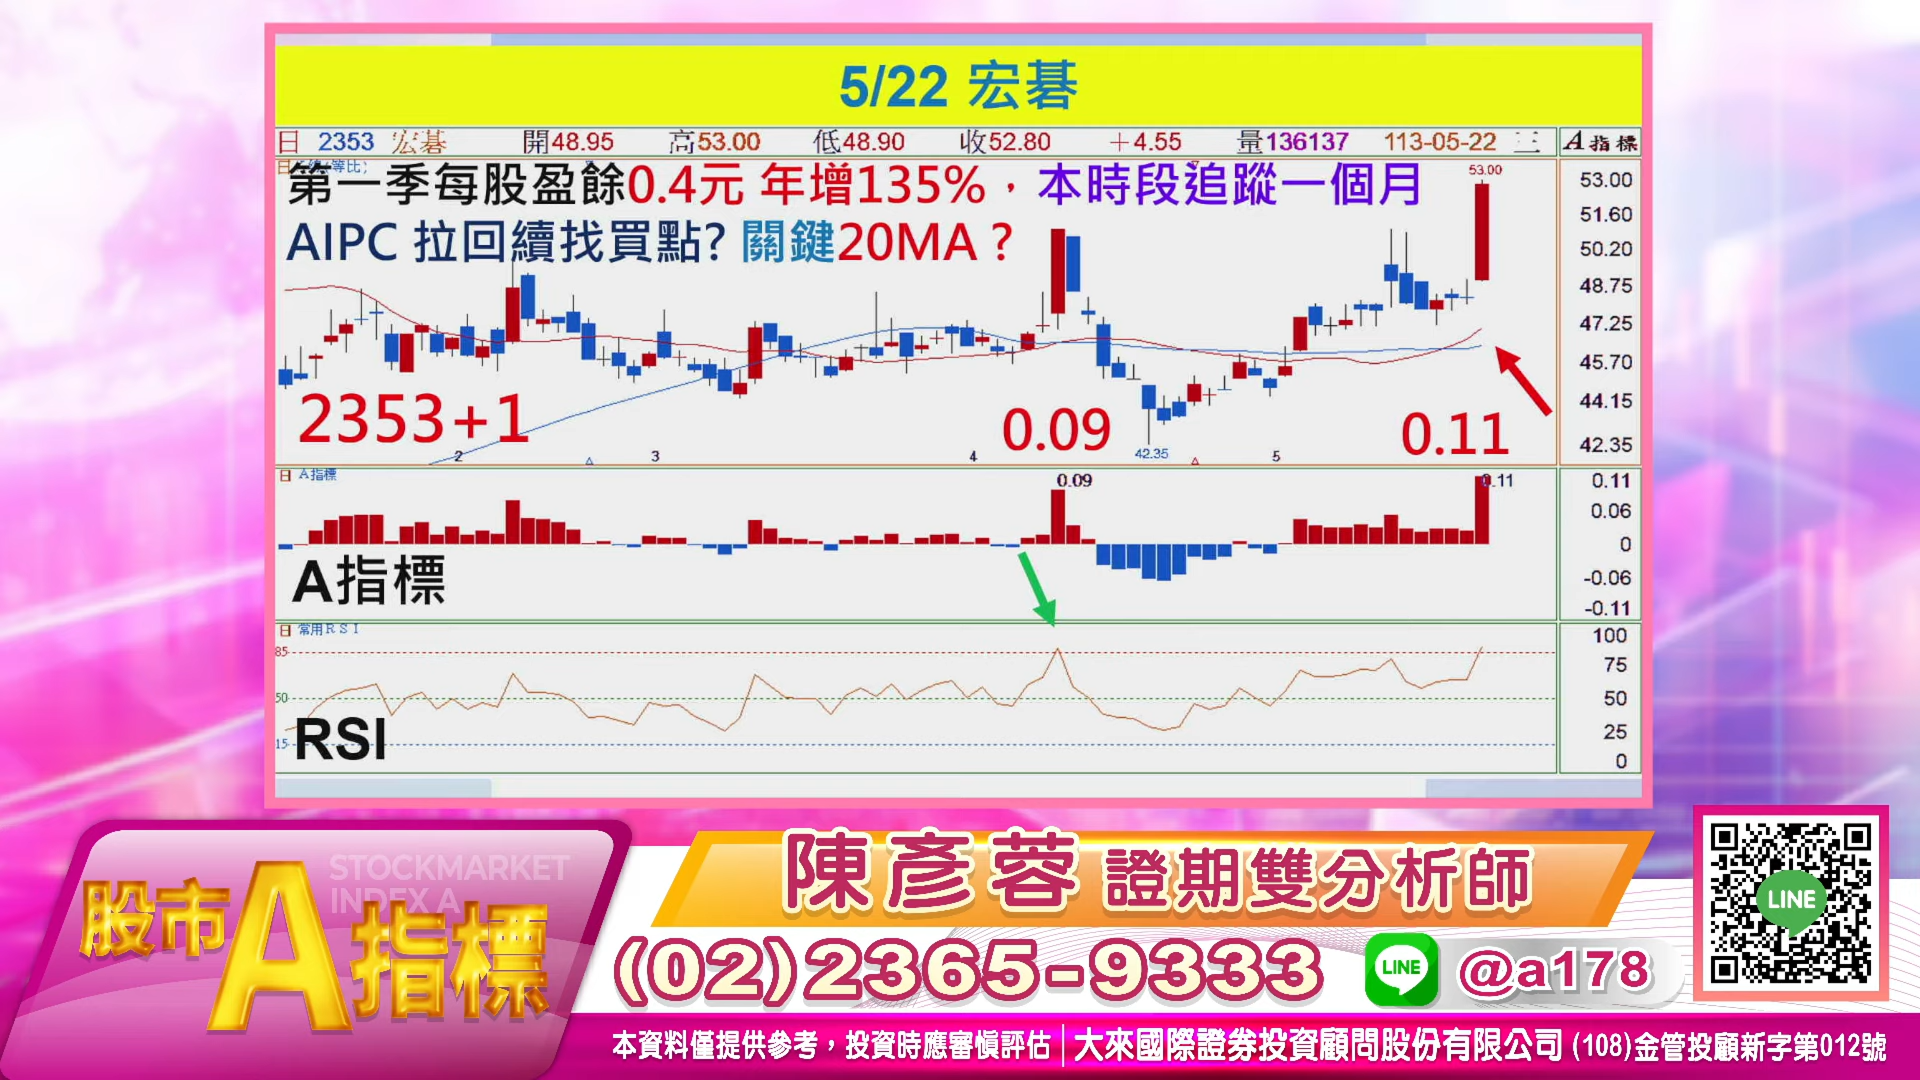 5/22 宏碁
日 2353 宏碁 開48.95 高53.00 低48.90 收52.80 +4.55 量136137 113-05-22 三 A指標
第一季每股盈餘0.4元 年增135%，本時段追蹤一個月
AIPC 拉回續找買點? 關鍵20MA？
53.00
53.00
51.60
50.20
48.75
47.25
45.70
44.15
42.35
2353+1
0.09
0.11
42.35
2
3
4
5
日 A指標
0.09
0.11
0.11
0.06
0
-0.06
-0.11
A指標
日 常用RSI
85
50
15
100
75
50
25
0
RSI
STOCKMARKET
INDEX A
股市A指標
陳彥蓉 證期雙分析師
(02)2365-9333
LINE @a178
LINE
本資料僅提供參考，投資時應審慎評估 | 大來國際證券投資顧問股份有限公司 (108)金管投顧新字第012號